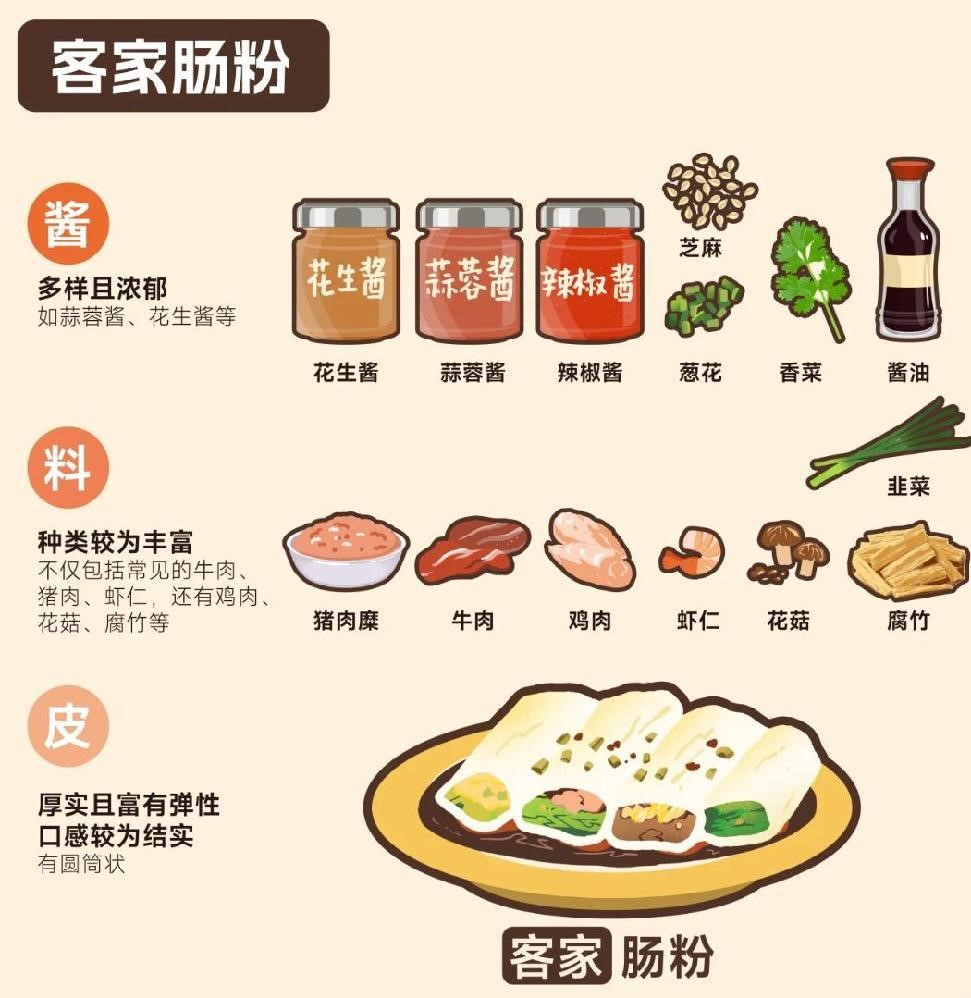 客家肠粉
酱
多样且浓郁
如蒜蓉酱、花生酱等
花生酱
蒜蓉酱
辣椒酱
芝麻
花生酱
蒜蓉酱
辣椒酱
葱花
香菜
酱油
料
种类较为丰富
不仅包括常见的牛肉、
猪肉、虾仁，还有鸡肉、
花菇、腐竹等
韭菜
猪肉糜
牛肉
鸡肉
虾仁
花菇
腐竹
皮
厚实且富有弹性
口感较为结实
有圆筒状
客家肠粉